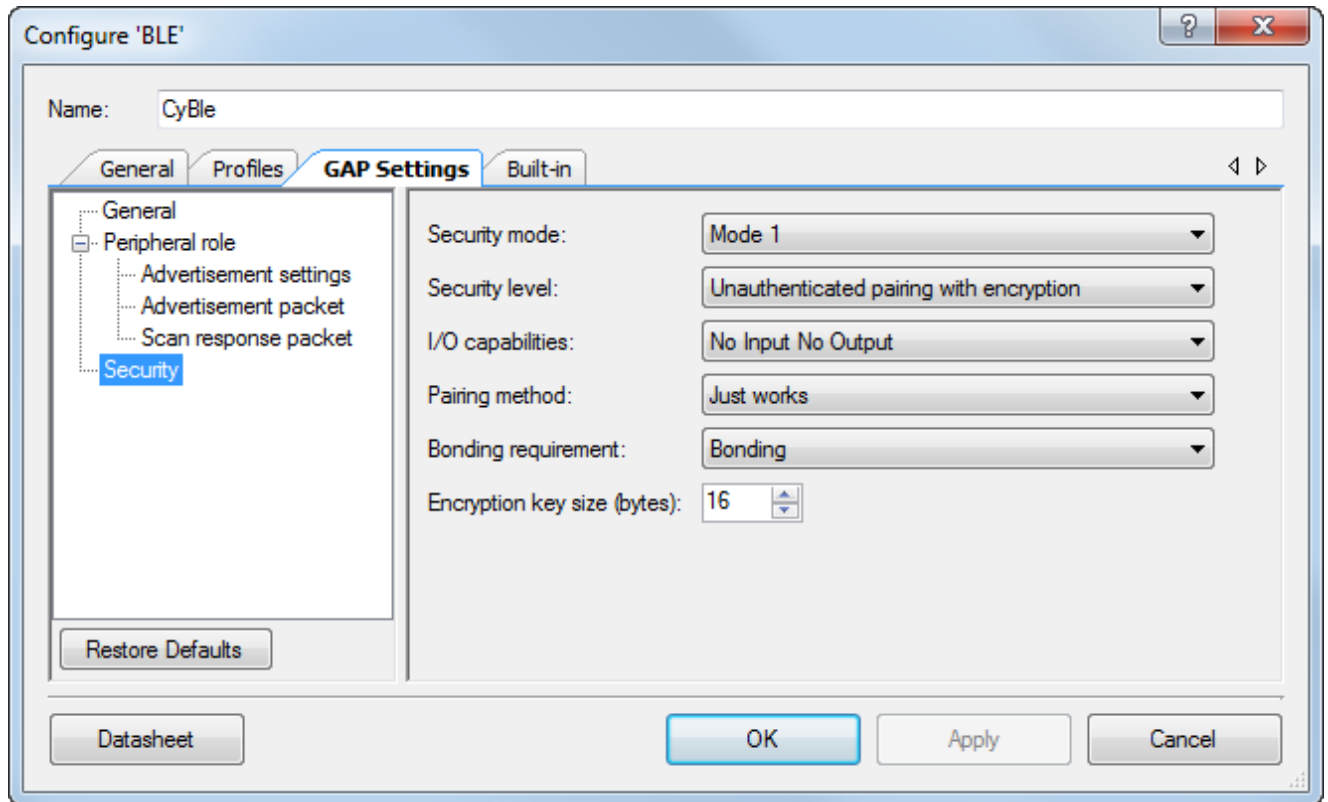 Configure 'BLE'
Name: CyBle
General Profiles GAP Settings Built-in
General
Peripheral role
Advertisement settings
Advertisement packet
Scan response packet
Security
Restore Defaults
Security mode: Mode 1
Security level: Unauthenticated pairing with encryption
I/O capabilities: No Input No Output
Pairing method: Just works
Bonding requirement: Bonding
Encryption key size (bytes): 16
Datasheet OK Apply Cancel